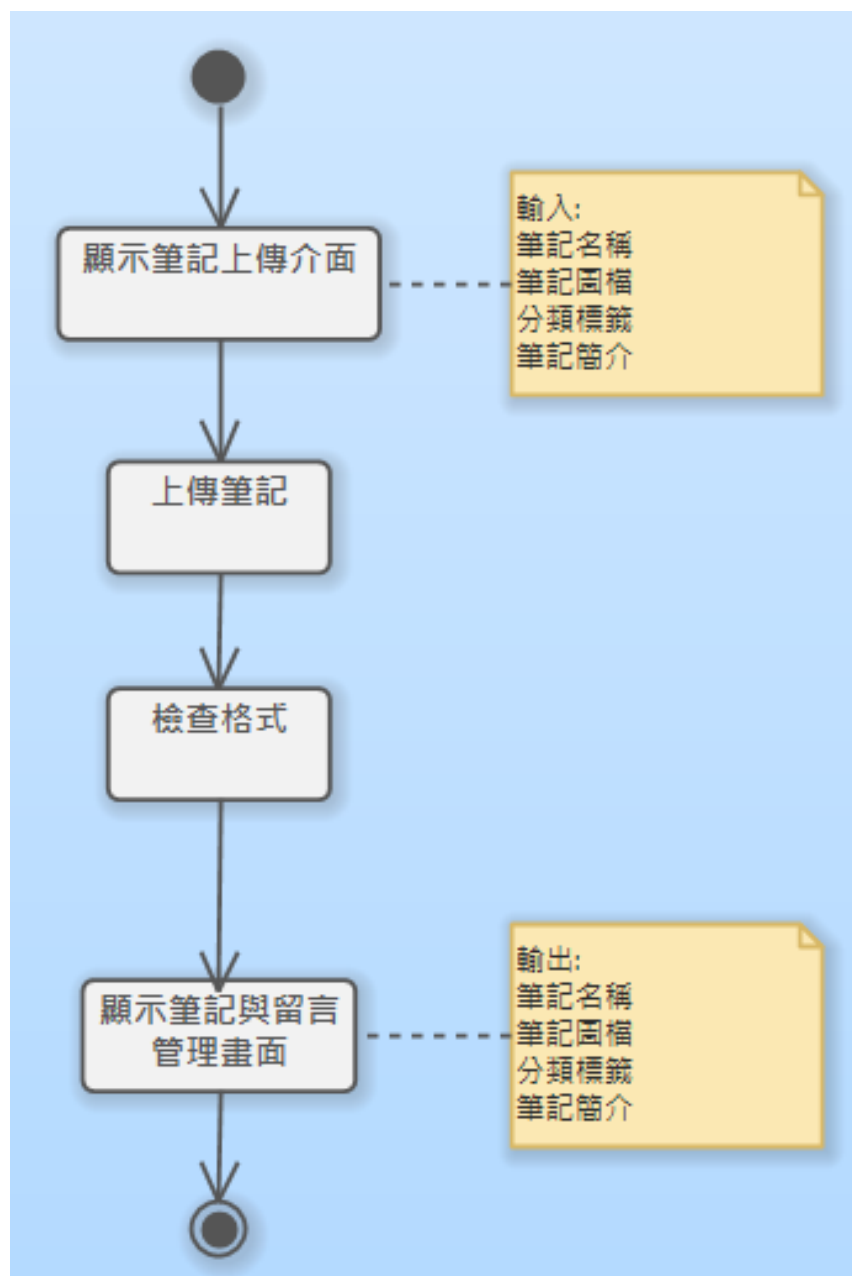 顯示筆記上傳介面
輸入:
筆記名稱
筆記圖檔
分類標籤
筆記簡介
上傳筆記
檢查格式
顯示筆記與留言
管理畫面
輸出:
筆記名稱
筆記圖檔
分類標籤
筆記簡介